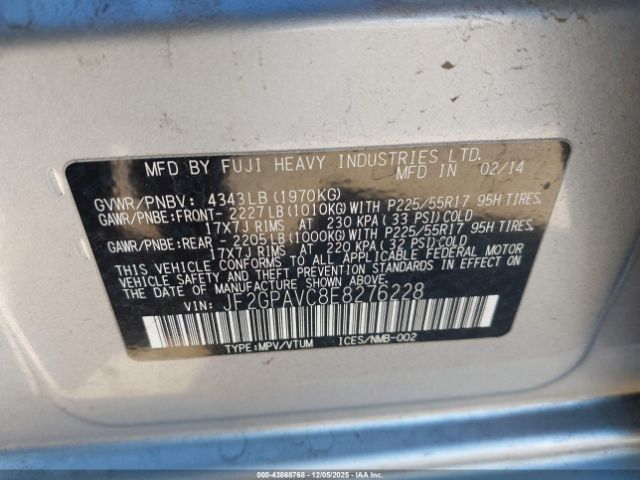 MFD BY FUJI HEAVY INDUSTRIES LTD.
MFD IN 02/14
GVWR/PNBV: 4343LB(1970KG)
GAWR/PNBE:FRONT- 2227LB(1010KG)WITH P225/55R17 95H TIRES,
17X7J RIMS AT 230 KPA(33 PSI)COLD
GAWR/PNBE:REAR - 2205LB(1000KG)WITH P225/55R17 95H TIRES,
17X7J RIMS AT 220 KPA(32 PSI)COLD
THIS VEHICLE CONFORMS TO ALL APPLICABLE FEDERAL MOTOR
VEHICLE SAFETY AND BUMPER STANDARDS IN EFFECT ON
THE DATE OF MANUFACTURE SHOWN ABOVE.
VIN: JF2GPAVC8E8276228
TYPE:MPV/VTUM ICES/NMB-002
000-43868768 12/05/2025 IAA Inc.